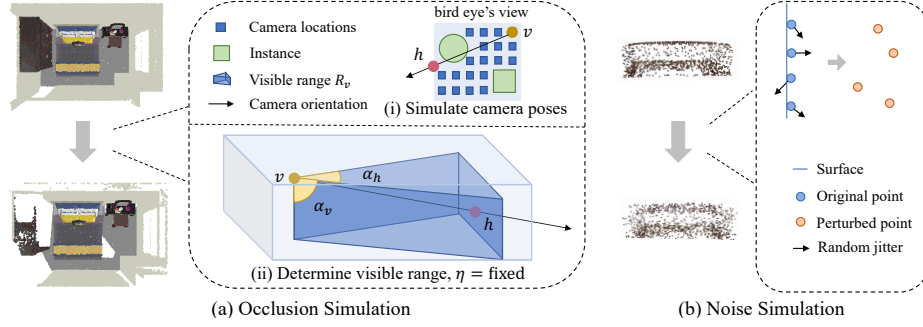 bird eye's view
Camera locations
Instance
Visible range R_v
Camera orientation
v
h
(i) Simulate camera poses
v
α_h
α_v
h
(ii) Determine visible range, η = fixed
(a) Occlusion Simulation
Surface
Original point
Perturbed point
Random jitter
(b) Noise Simulation